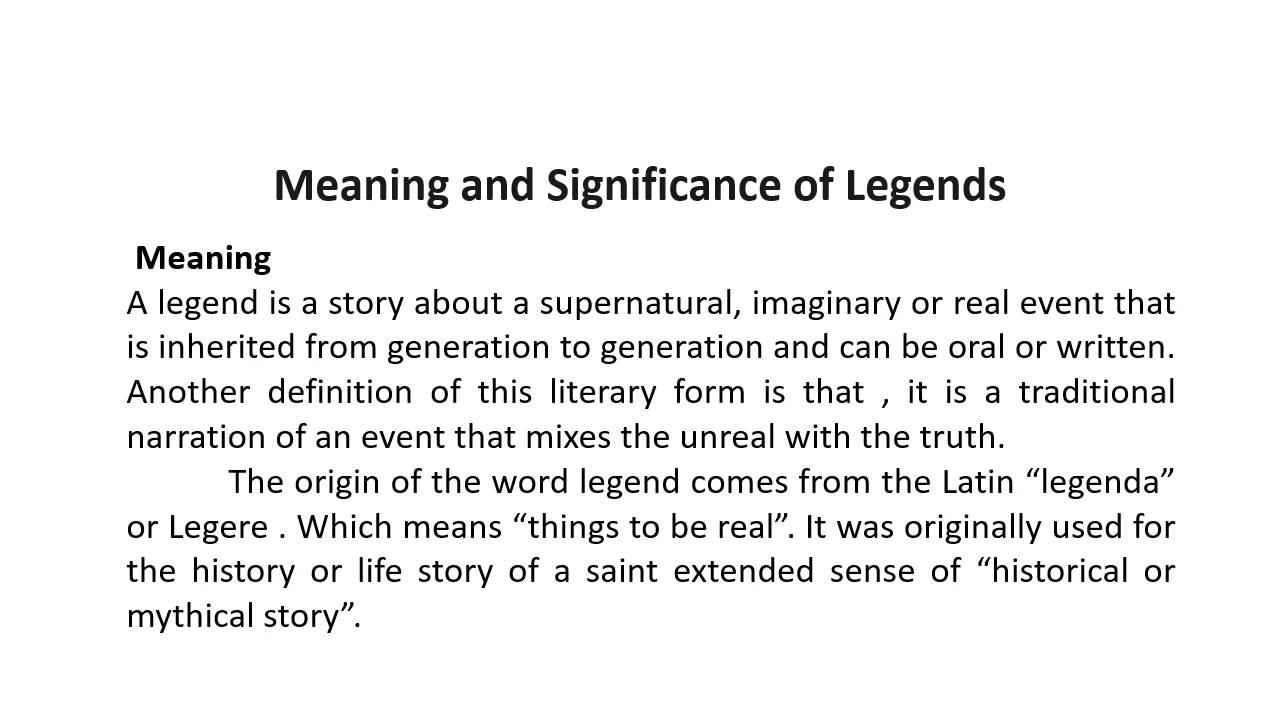 Meaning and Significance of Legends
Meaning
A legend is a story about a supernatural, imaginary or real event that
is inherited from generation to generation and can be oral or written.
Another definition of this literary form is that , it is a traditional
narration of an event that mixes the unreal with the truth.
The origin of the word legend comes from the Latin “legenda”
or Legere . Which means “things to be real”. It was originally used for
the history or life story of a saint extended sense of “historical or
mythical story”.